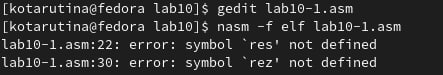 [kotarutina@fedora lab10]$ gedit lab10-1.asm
[kotarutina@fedora lab10]$ nasm -f elf lab10-1.asm
lab10-1.asm:22: error: symbol `res' not defined
lab10-1.asm:30: error: symbol `rez' not defined